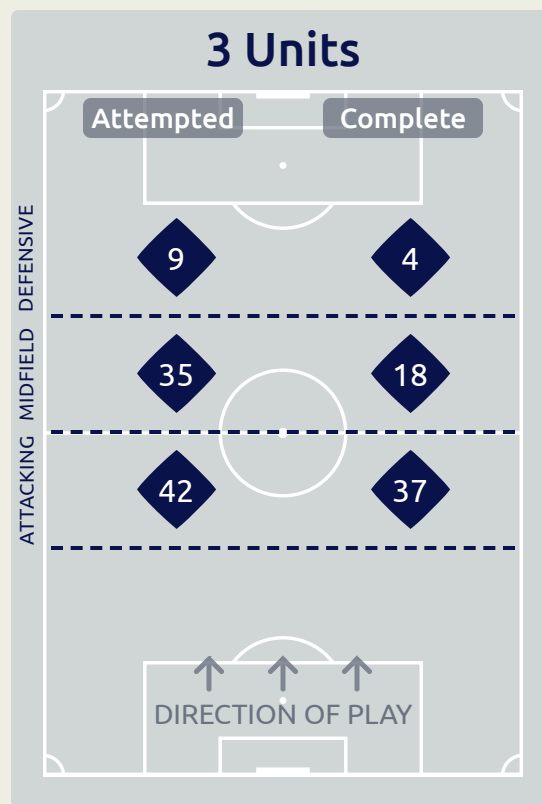 3 Units
Attempted Complete
DEFENSIVE
9 4
MIDFIELD
35 18
ATTACKING
42 37
DIRECTION OF PLAY